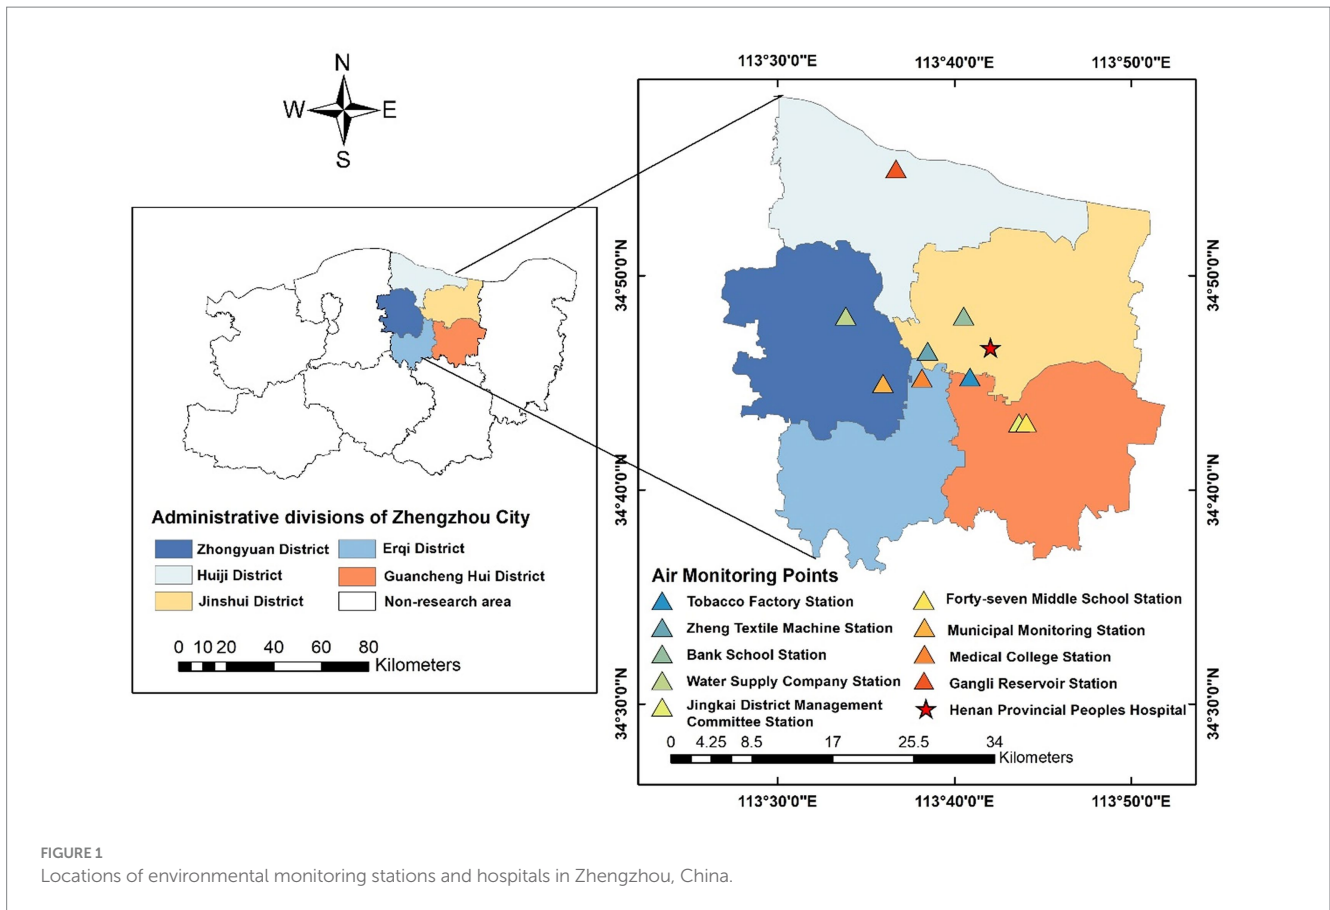 N
W
E
S
113°30'0"E
113°40'0"E
113°50'0"E
34°50'0"N
34°40'0"N
34°30'0"N
34°50'0"N
34°40'0"N
34°30'0"N
113°30'0"E
113°40'0"E
113°50'0"E
Administrative divisions of Zhengzhou City
Zhongyuan District
Erqi District
Huiji District
Guancheng Hui District
Jinshui District
Non-research area
0 10 20 40 60 80
Kilometers
Air Monitoring Points
Tobacco Factory Station
Zheng Textile Machine Station
Bank School Station
Water Supply Company Station
Jingkai District Management
Committee Station
Forty-seven Middle School Station
Municipal Monitoring Station
Medical College Station
Gangli Reservoir Station
Henan Provincial Peoples Hospital
0 4.25 8.5 17 25.5 34
Kilometers
FIGURE 1
Locations of environmental monitoring stations and hospitals in Zhengzhou, China.